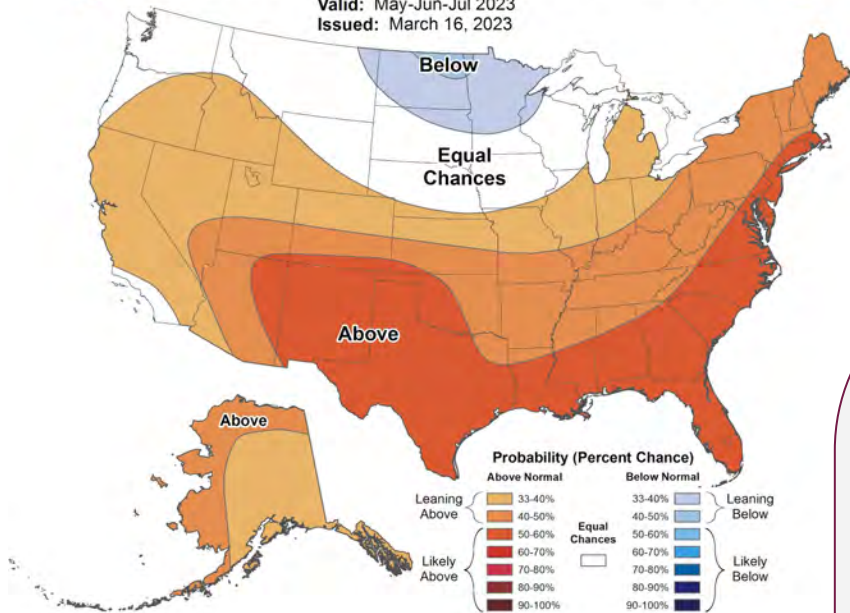 Valid: May-Jun-Jul 2023
Issued: March 16, 2023
Below
Equal
Chances
Above
Above
Probability (Percent Chance)
Above Normal
Below Normal
Leaning
Above
33-40%
40-50%
Likely
Above
50-60%
60-70%
70-80%
80-90%
90-100%
Equal
Chances
33-40%
40-50%
Leaning
Below
50-60%
60-70%
70-80%
80-90%
90-100%
Likely
Below